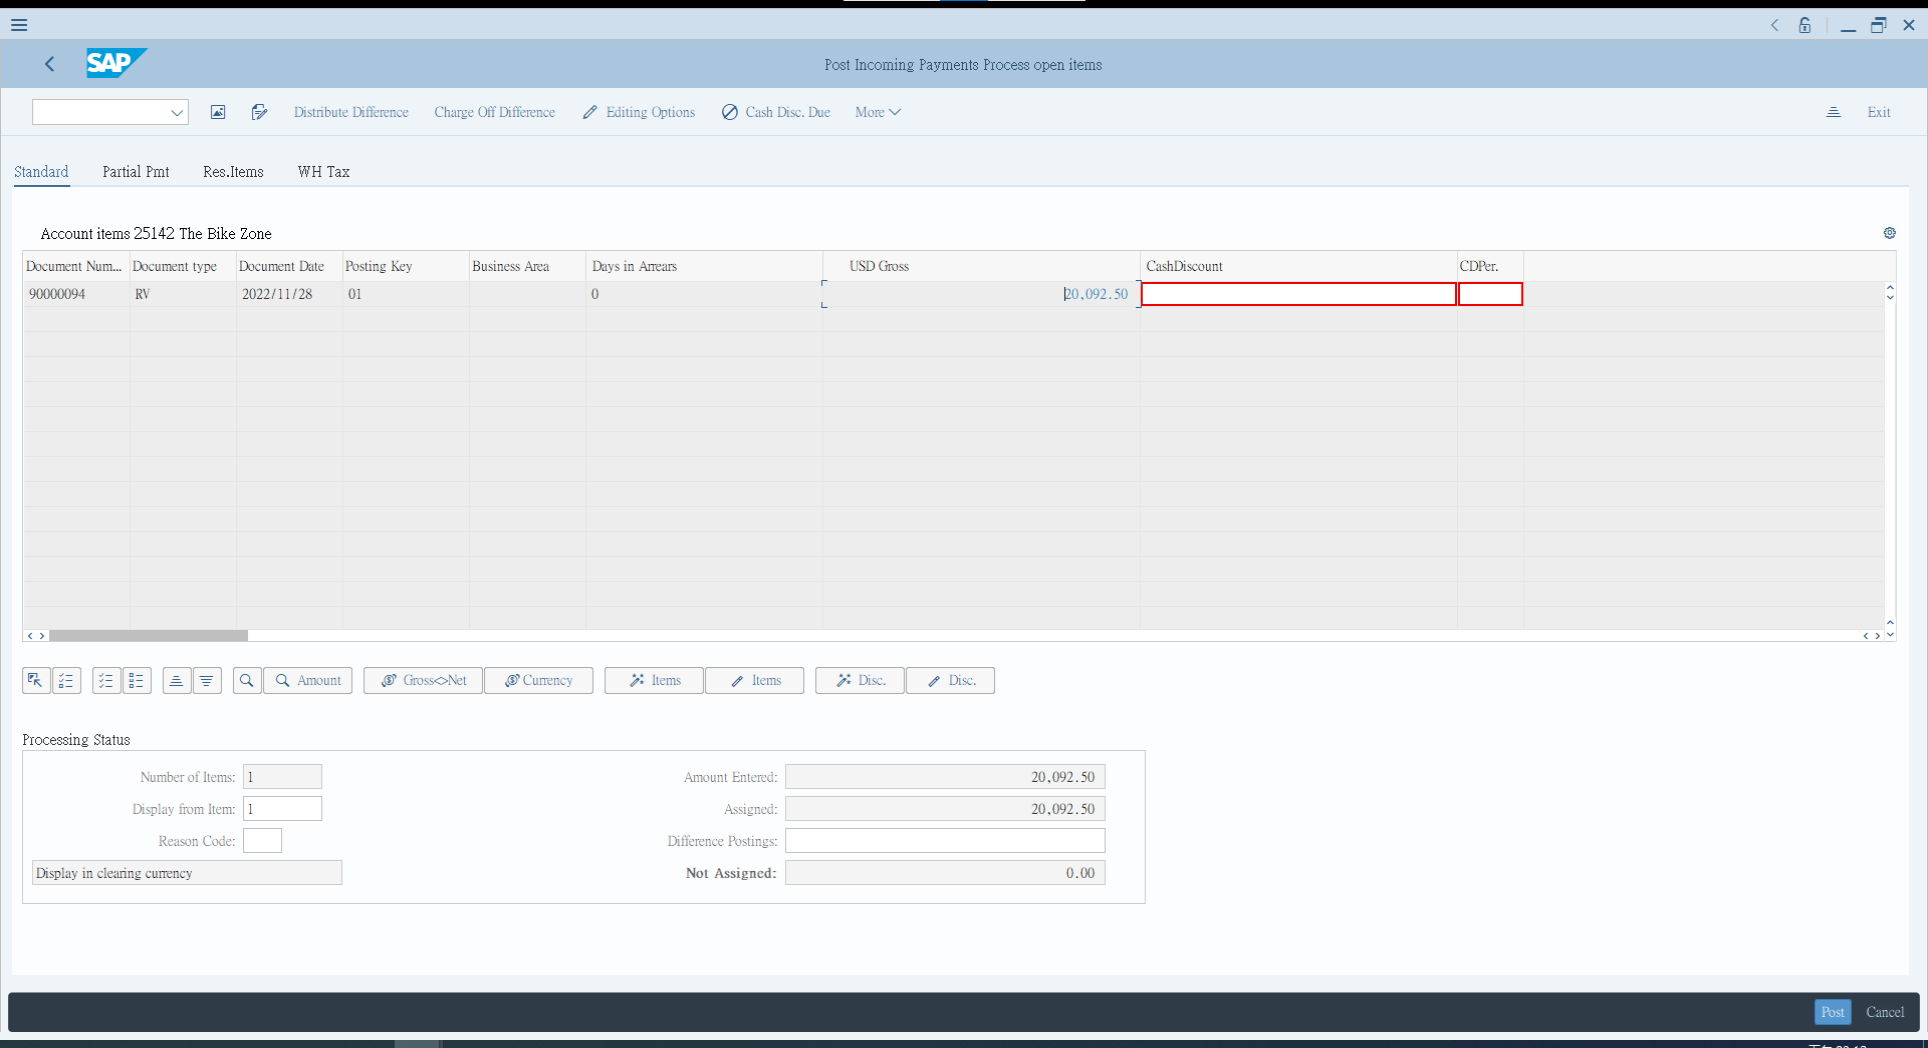 SAP
Post Incoming Payments Process open items
Distribute Difference Charge Off Difference Editing Options Cash Disc. Due More Exit
Standard Partial Pmt Res.Items WH Tax
Account items 25142 The Bike Zone
Document Num... Document type Document Date Posting Key Business Area Days in Arrears USD Gross CashDiscount CDPer.
90000094 RV 2022/11/28 01 0 20,092.50
Amount Gross<>Net Currency Items Items Disc. Disc.
Processing Status
Number of Items: 1 Amount Entered: 20,092.50
Display from Item: 1 Assigned: 20,092.50
Reason Code: Difference Postings:
Display in clearing currency Not Assigned: 0.00
Post Cancel